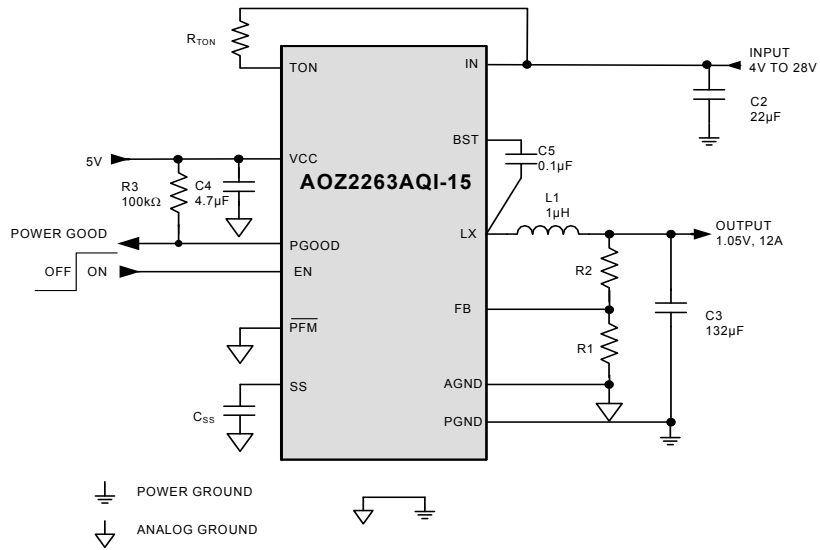 R_TON
TON
IN
INPUT
4V TO 28V
C2
22µF
BST
C5
0.1µF
5V
VCC
AOZ2263AQI-15
R3
100kΩ
C4
4.7µF
L1
1µH
LX
OUTPUT
1.05V, 12A
POWER GOOD
PGOOD
OFF
ON
EN
R2
FB
C3
132µF
PFM
R1
SS
AGND
C_SS
PGND
POWER GROUND
ANALOG GROUND